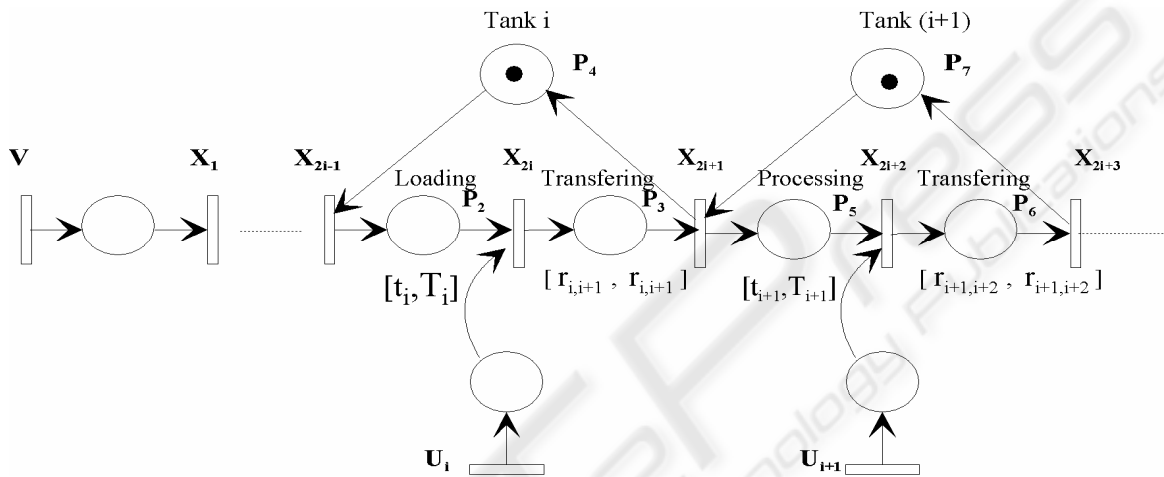 Tank i Tank (i+1)
P4 P7
V X1 X2i-1 X2i X2i+1 X2i+2 X2i+3
Loading Transfering Processing Transfering
P2 P3 P5 P6
[ti,Ti] [ ri,i+1 , ri,i+1 ] [ti+1,Ti+1] [ ri+1,i+2 , ri+1,i+2 ]
Ui Ui+1